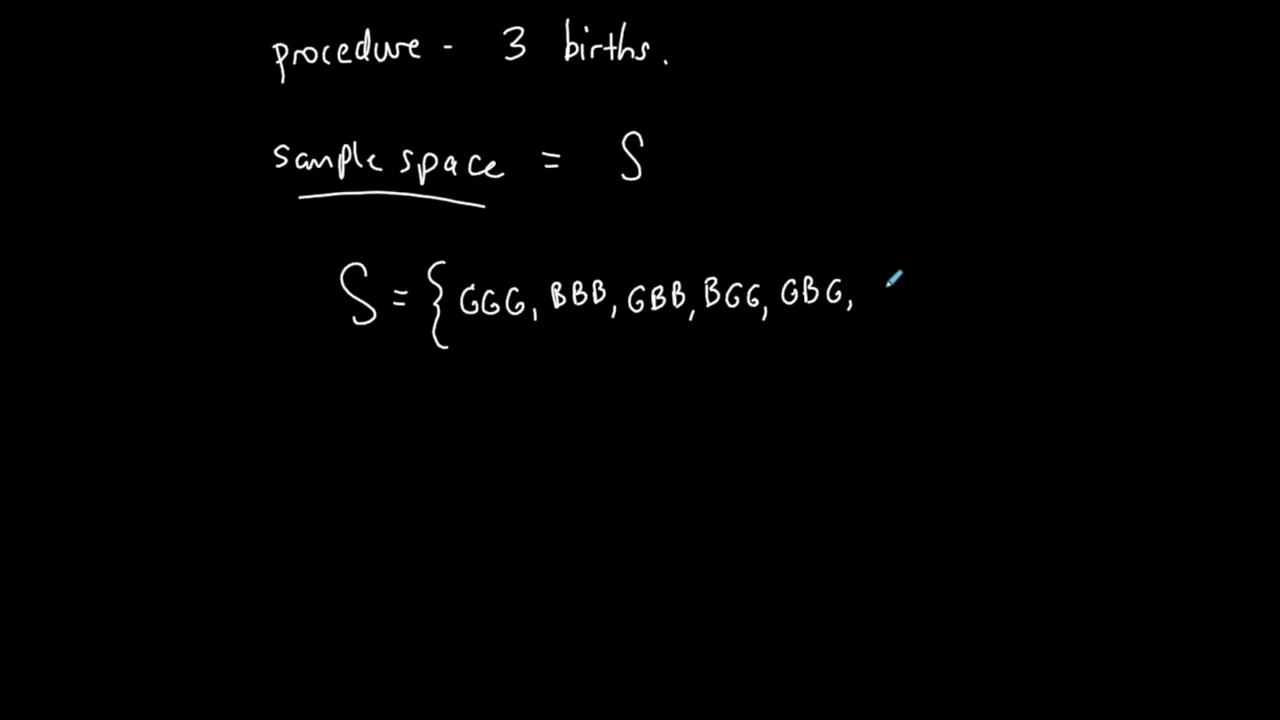 procedure - 3 births.
sample space = S
S = { GGG, BBB, GBB, BGG, GBG,